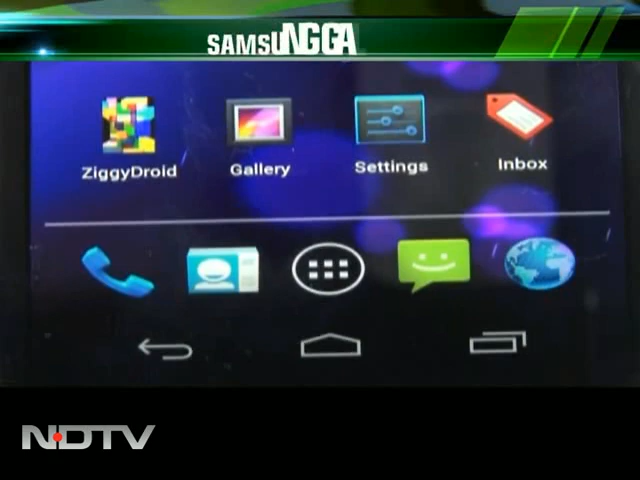 SAMSUNGGA
ZiggyDroid
Gallery
Settings
Inbox
NDTV